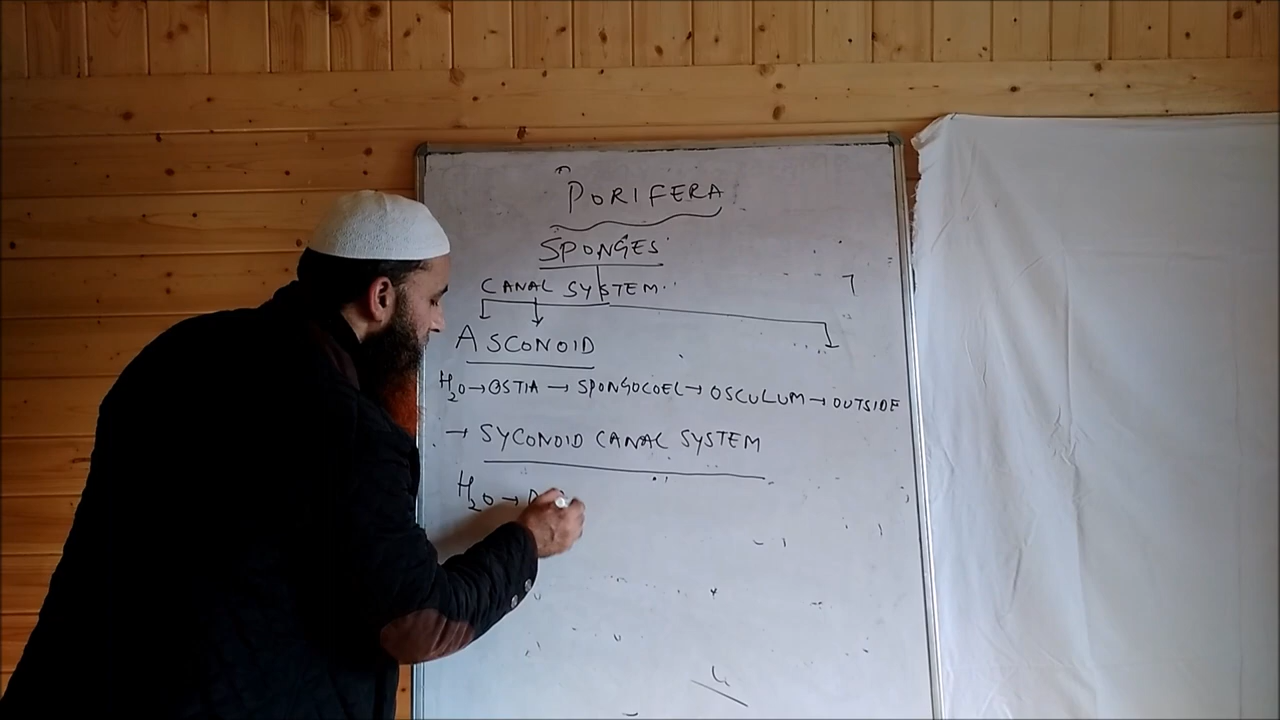 PORIFERA
SPONGES
CANAL SYSTEM
ASCONOID
H2O → OSTIA → SPONGOCOEL → OSCULUM → OUTSIDE
→ SYCONOID CANAL SYSTEM
H2O →